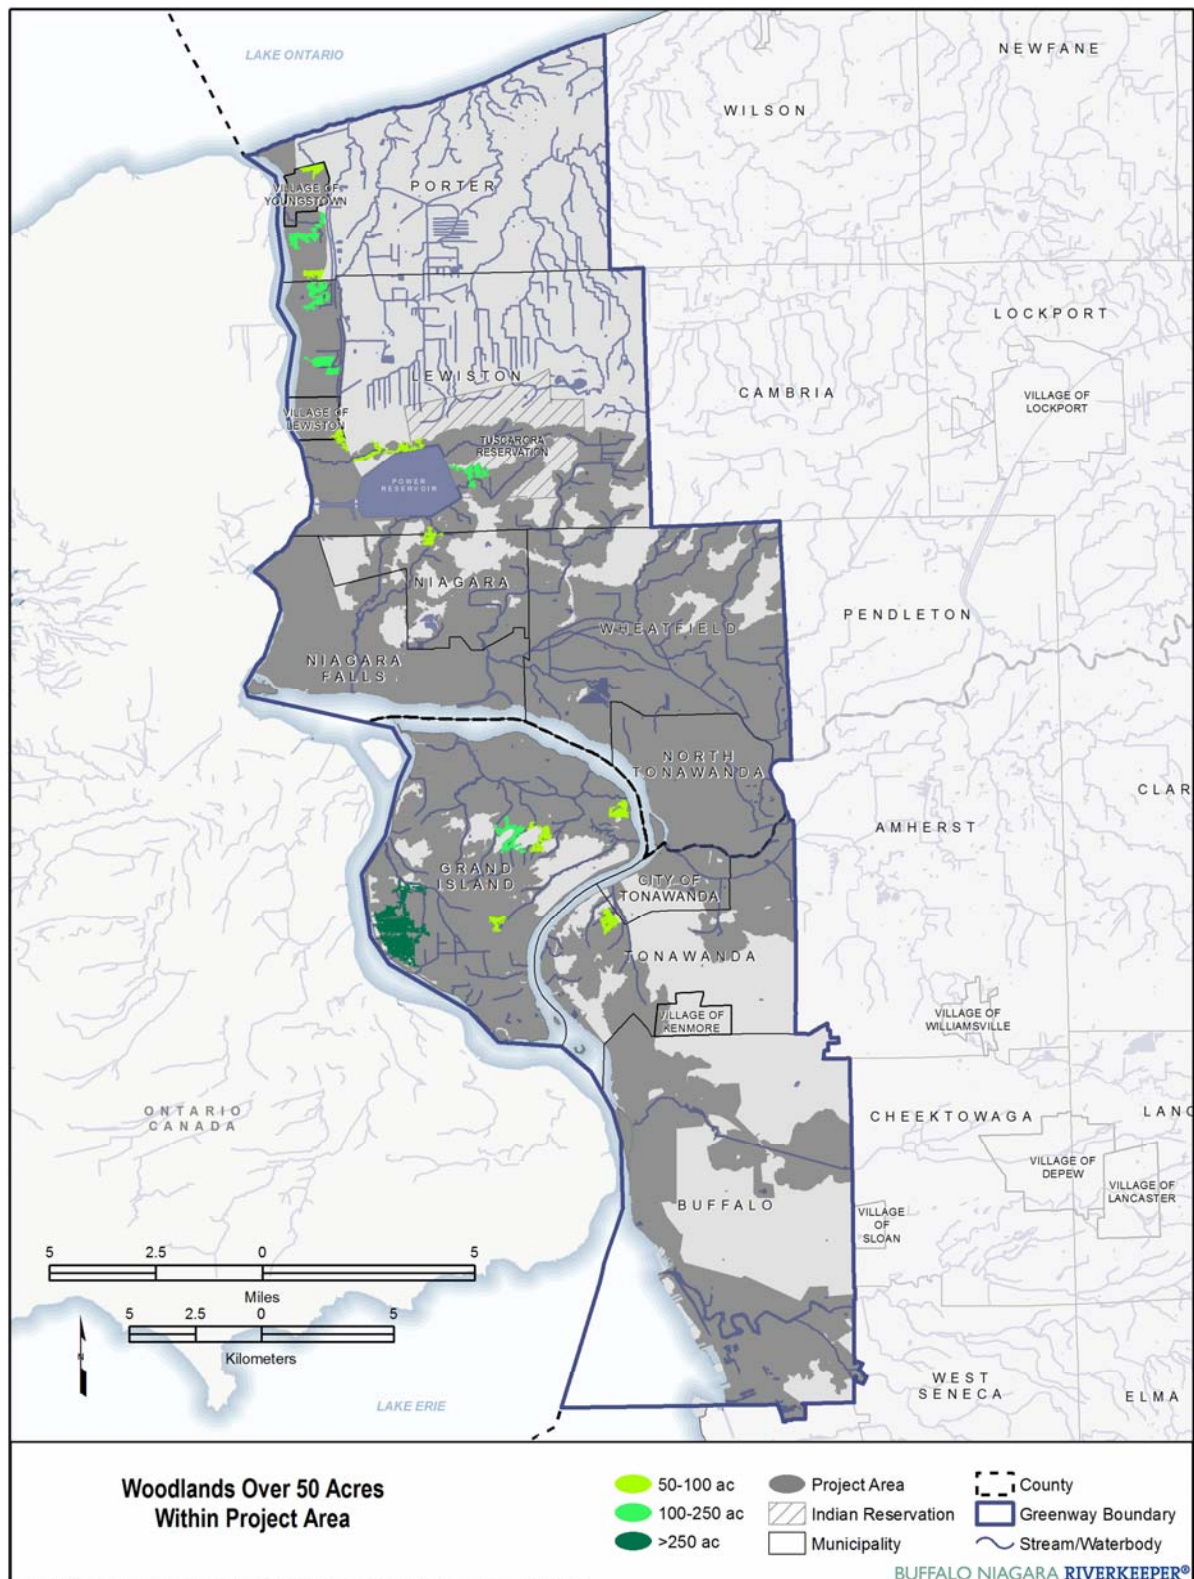 LAKE ONTARIO
NEWFANE
WILSON
PORTER
VILLAGE OF
YOUNGSTOWN
LOCKPORT
LEWISTON
CAMBRIA
VILLAGE OF
LOCKPORT
VILLAGE OF
LEWISTON
TUSCARORA
RESERVATION
POWER
RESERVOIR
NIAGARA
PENDLETON
WHEATFIELD
NIAGARA
FALLS
NORTH
TONAWANDA
CLAR
AMHERST
GRAND
ISLAND
CITY OF
TONAWANDA
TONAWANDA
VILLAGE OF
KENMORE
VILLAGE OF
WILLIAMSVILLE
ONTARIO
CANADA
CHEEKTOWAGA
LANC
VILLAGE OF
DEPEW
VILLAGE OF
LANCASTER
BUFFALO
VILLAGE
OF
SLOAN
5 2.5 0 5
Miles
5 2.5 0 5
Kilometers
N
WEST
SENECA
ELMA
LAKE ERIE
Woodlands Over 50 Acres
Within Project Area
50-100 ac
100-250 ac
>250 ac
Project Area
Indian Reservation
Municipality
County
Greenway Boundary
Stream/Waterbody
BUFFALO NIAGARA RIVERKEEPER®